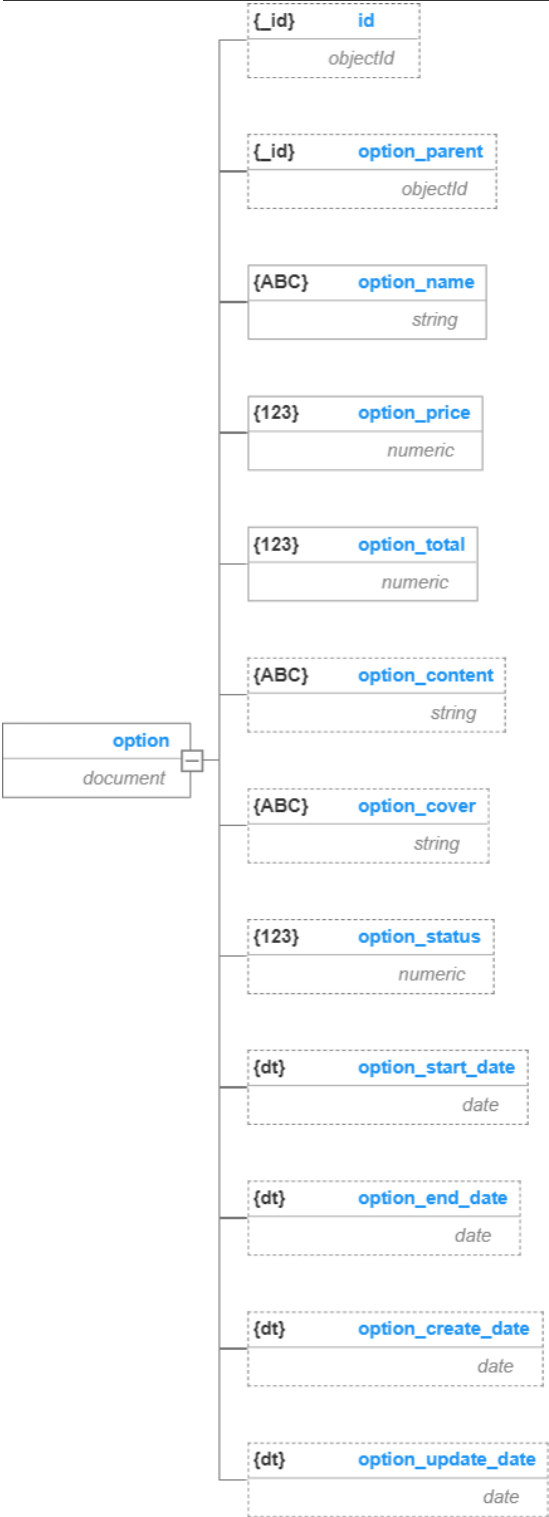 {_id} id
objectId
{_id} option_parent
objectId
{ABC} option_name
string
{123} option_price
numeric
{123} option_total
numeric
{ABC} option_content
string
option
document
{ABC} option_cover
string
{123} option_status
numeric
{dt} option_start_date
date
{dt} option_end_date
date
{dt} option_create_date
date
{dt} option_update_date
date